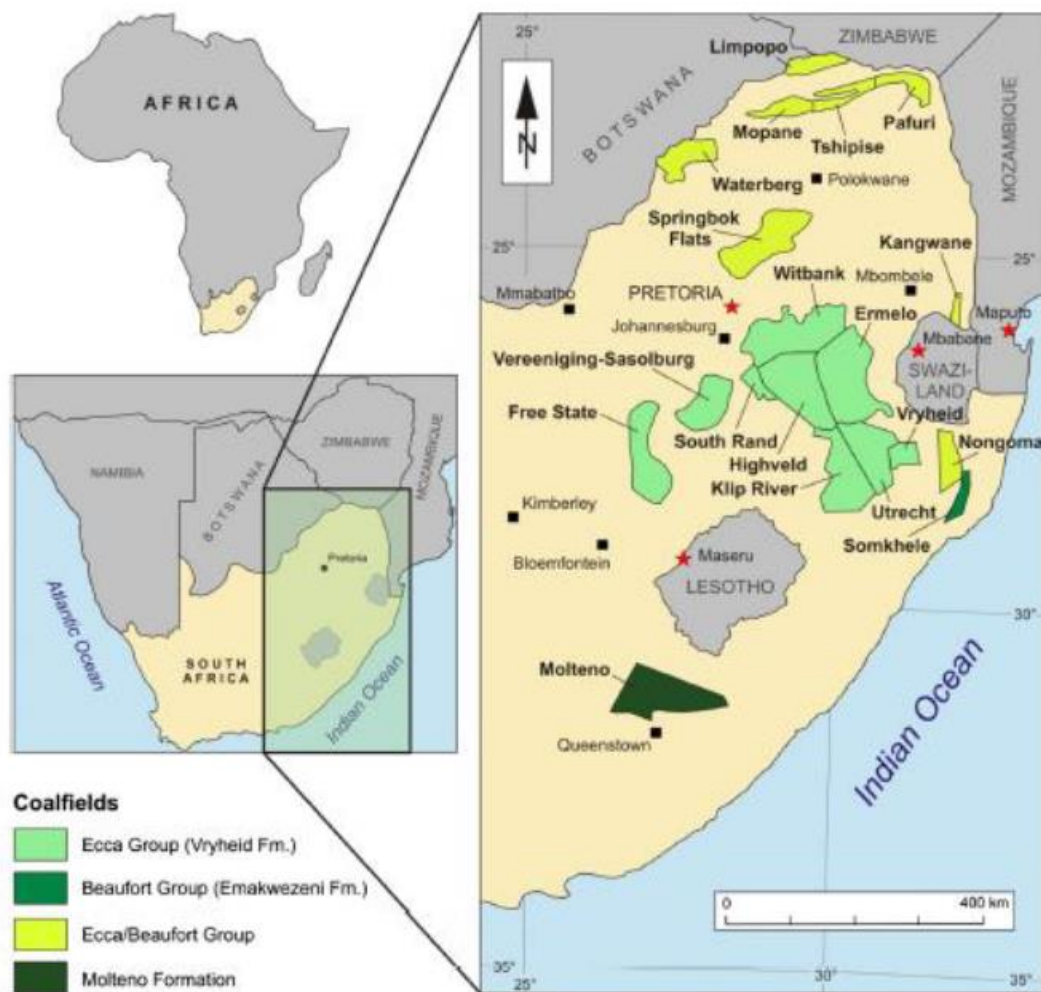 AFRICA
NAMIBIA
BOTSWANA
ZIMBABWE
MOZAMBIQUE
Pretoria
Atlantic Ocean
SOUTH
AFRICA
Indian Ocean
Coalfields
Ecca Group (Vryheid Fm.)
Beaufort Group (Emakwezeni Fm.)
Ecca/Beaufort Group
Molteno Formation
25°
N
BOTSWANA
ZIMBABWE
MOZAMBIQUE
Limpopo
Pafuri
Mopane
Tshipise
Waterberg
Polokwane
Springbok
Flats
25°
25°
Kangwane
Witbank
Mbombele
PRETORIA
Mmabatho
Ermelo
Maputo
Johannesburg
Mbabane
Vereeniging-Sasolburg
SWAZI-
LAND
Free State
Vryheid
South Rand
Nongoma
Highveld
Klip River
Kimberley
Utrecht
Somkhele
Bloemfontein
Maseru
LESOTHO
30°
Molteno
Queenstown
Indian Ocean
0
400 km
35°
25°
30°
35°